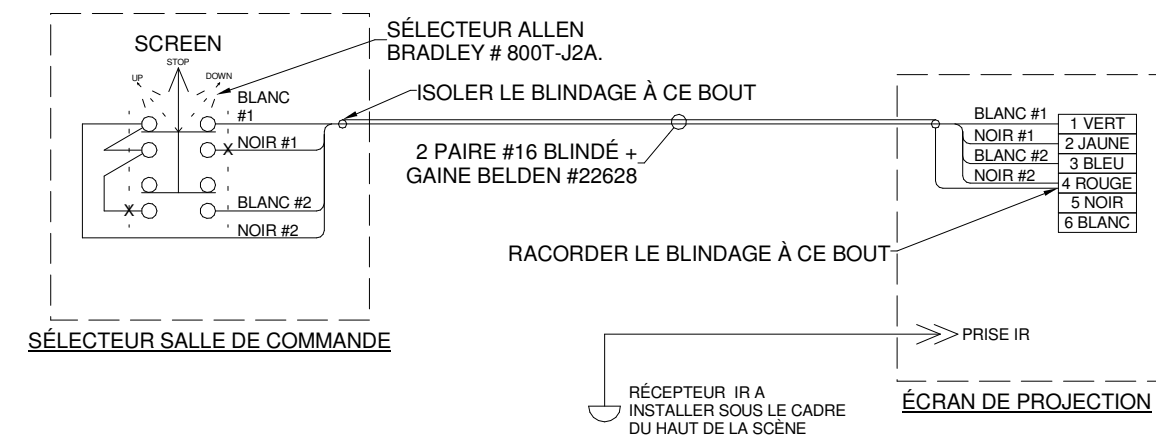 SCREEN
STOP
UP
DOWN
SÉLECTEUR ALLEN
BRADLEY # 800T-J2A.
BLANC
#1
NOIR #1
X
X
BLANC #2
NOIR #2
SÉLECTEUR SALLE DE COMMANDE
ISOLER LE BLINDAGE À CE BOUT
2 PAIRE #16 BLINDÉ +
GAINE BELDEN #22628
RACORDER LE BLINDAGE À CE BOUT
BLANC #1
NOIR #1
BLANC #2
NOIR #2
1 VERT
2 JAUNE
3 BLEU
4 ROUGE
5 NOIR
6 BLANC
PRISE IR
RÉCEPTEUR IR A
INSTALLER SOUS LE CADRE
DU HAUT DE LA SCÈNE
ÉCRAN DE PROJECTION